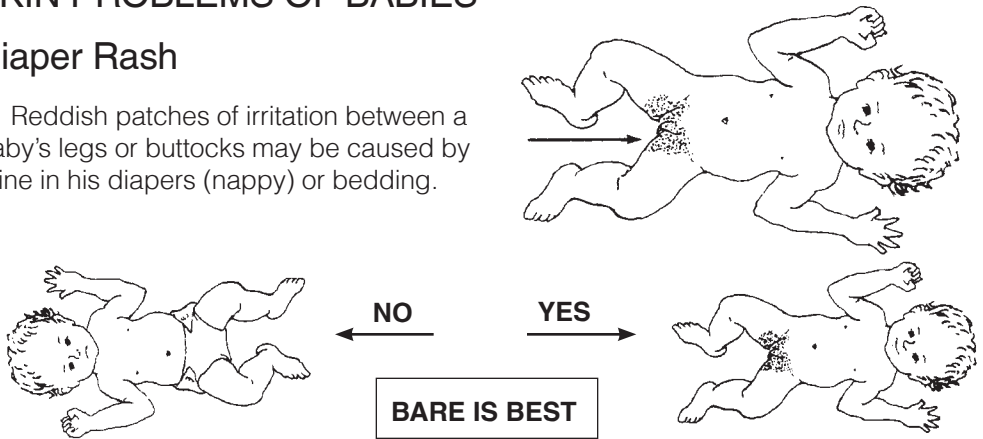 KIN PROBLEMS OF BABIES
iaper Rash
Reddish patches of irritation between a
aby's legs or buttocks may be caused by
ine in his diapers (nappy) or bedding.
NO
YES
BARE IS BEST